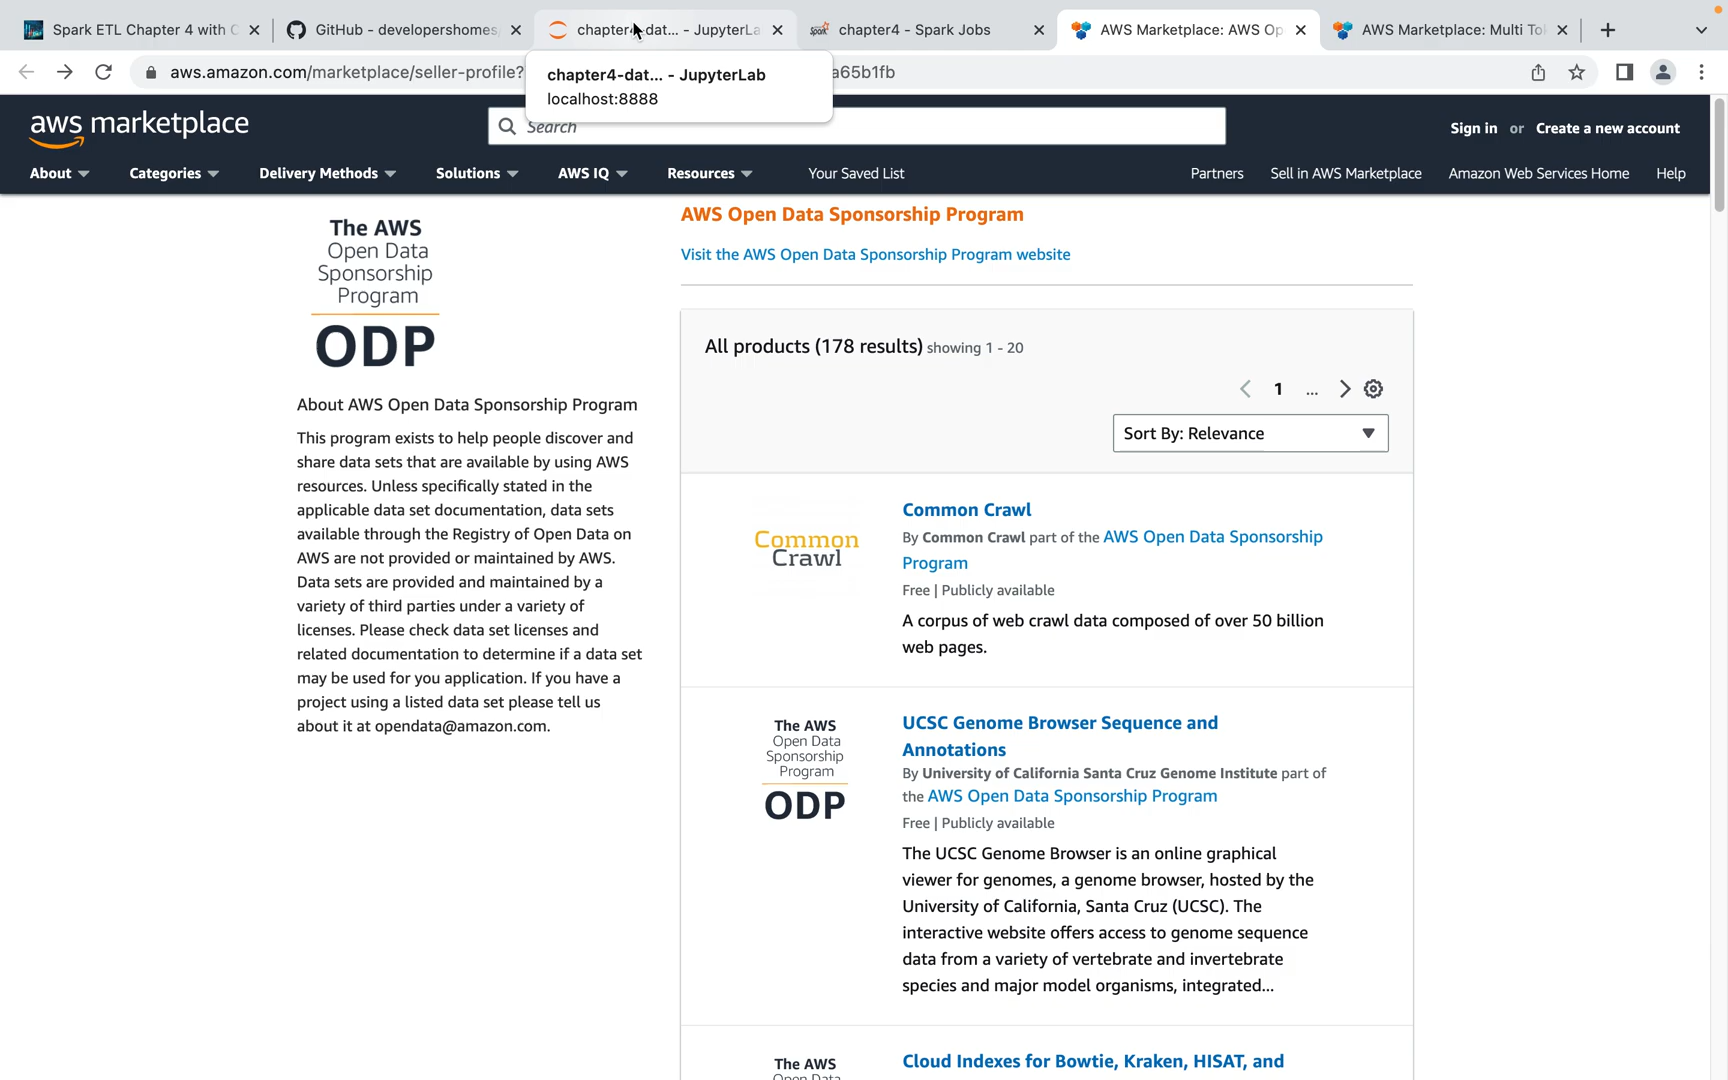 Spark ETL Chapter 4 with C
GitHub - developershomes
chapter4-dat... - JupyterLa
chapter4 - Spark Jobs
AWS Marketplace: AWS Op
AWS Marketplace: Multi To
aws.amazon.com/marketplace/seller-profile?
a65b1fb
chapter4-dat... - JupyterLab
localhost:8888
aws marketplace
Search
Sign in or Create a new account
About
Categories
Delivery Methods
Solutions
AWS IQ
Resources
Your Saved List
Partners
Sell in AWS Marketplace
Amazon Web Services Home
Help
The AWS
Open Data
Sponsorship
Program
ODP
About AWS Open Data Sponsorship Program
This program exists to help people discover and
share data sets that are available by using AWS
resources. Unless specifically stated in the
applicable data set documentation, data sets
available through the Registry of Open Data on
AWS are not provided or maintained by AWS.
Data sets are provided and maintained by a
variety of third parties under a variety of
licenses. Please check data set licenses and
related documentation to determine if a data set
may be used for you application. If you have a
project using a listed data set please tell us
about it at opendata@amazon.com.
AWS Open Data Sponsorship Program
Visit the AWS Open Data Sponsorship Program website
All products (178 results) showing 1 - 20
1 ...
Sort By: Relevance
Common
Crawl
Common Crawl
By Common Crawl part of the AWS Open Data Sponsorship
Program
Free | Publicly available
A corpus of web crawl data composed of over 50 billion
web pages.
The AWS
Open Data
Sponsorship
Program
ODP
UCSC Genome Browser Sequence and
Annotations
By University of California Santa Cruz Genome Institute part of
the AWS Open Data Sponsorship Program
Free | Publicly available
The UCSC Genome Browser is an online graphical
viewer for genomes, a genome browser, hosted by the
University of California, Santa Cruz (UCSC). The
interactive website offers access to genome sequence
data from a variety of vertebrate and invertebrate
species and major model organisms, integrated...
The AWS
Open Data
Cloud Indexes for Bowtie, Kraken, HISAT, and